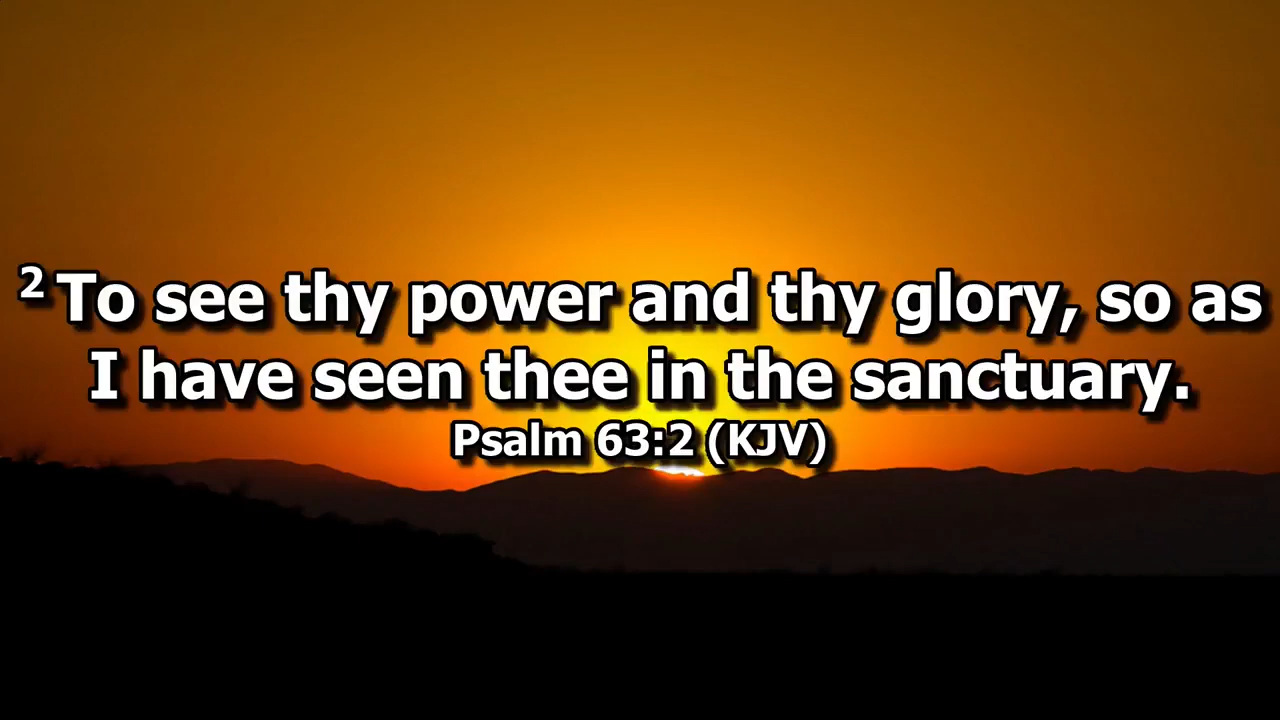 2 To see thy power and thy glory, so as
I have seen thee in the sanctuary.
Psalm 63:2 (KJV)